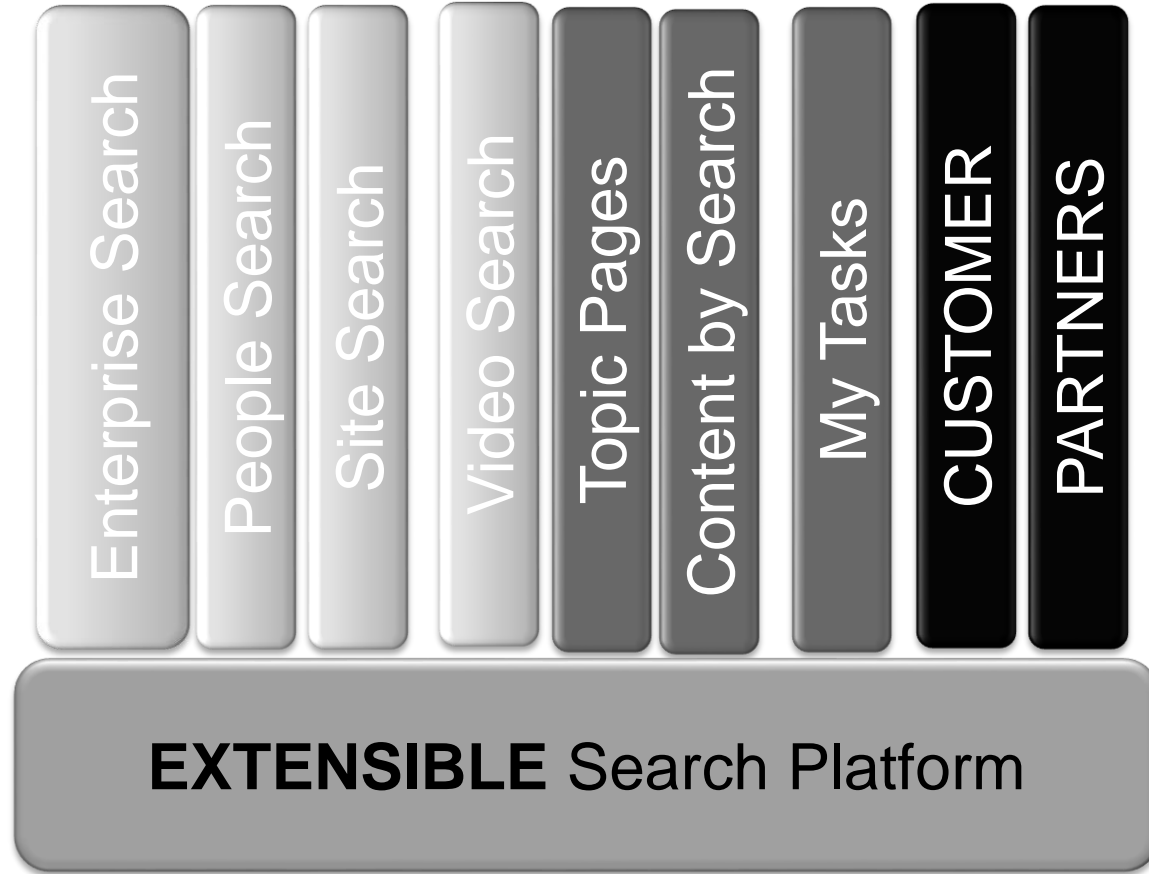 Enterprise Search
People Search
Site Search
Video Search
Topic Pages
Content by Search
My Tasks
CUSTOMER
PARTNERS
EXTENSIBLE Search Platform